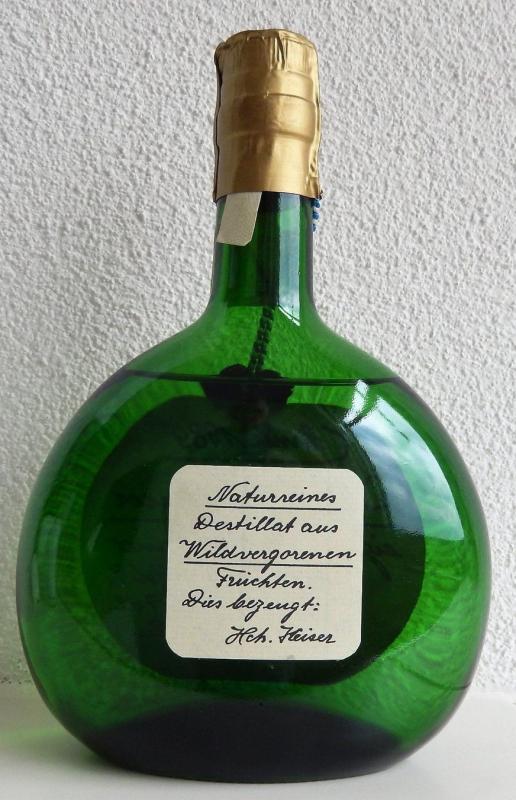 Naturreines
Destillat aus
Wildvergorenen
Früchten.
Dies bezeugt:
Hch. Heiser